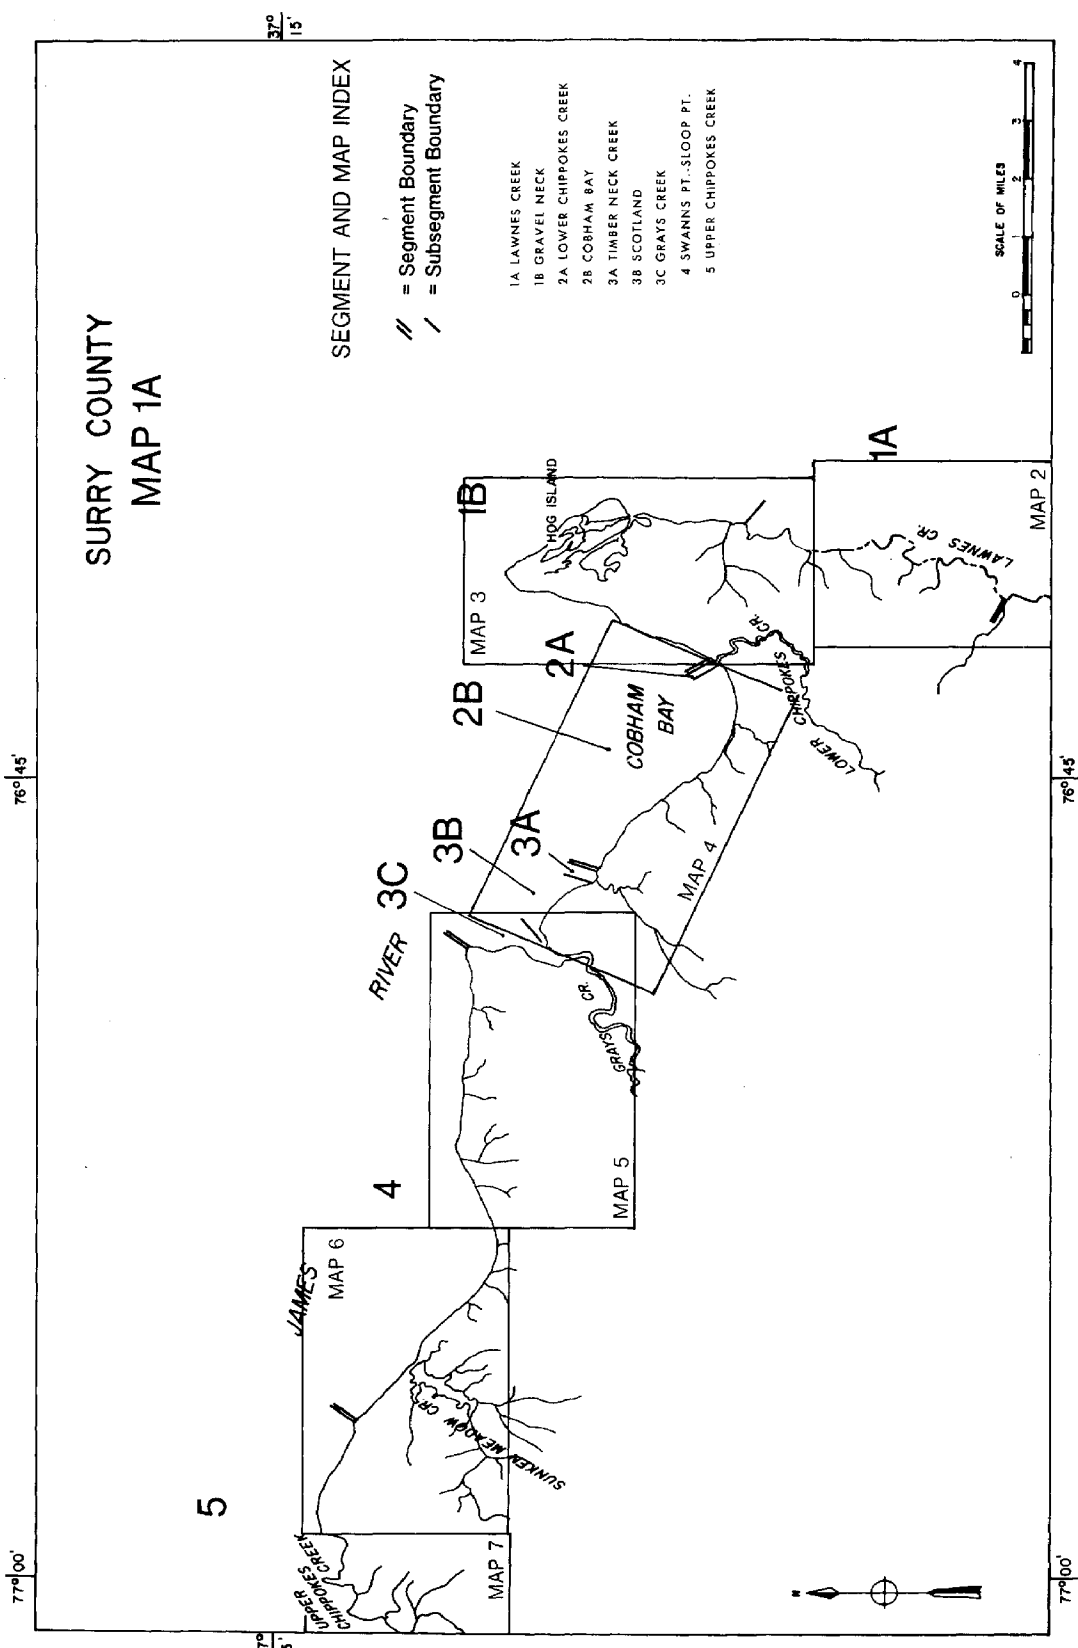 SURRY COUNTY
MAP 1A
SEGMENT AND MAP INDEX
// = Segment Boundary
/ = Subsegment Boundary
1A LAWNES CREEK
1B GRAVEL NECK
2A LOWER CHIPPOKES CREEK
2B COBHAM BAY
3A TIMBER NECK CREEK
3B SCOTLAND
3C GRAYS CREEK
4 SWANNS PT.-SLOOP PT.
5 UPPER CHIPPOKES CREEK
SCALE OF MILES
0 1 2 3 4
77° 00'
76° 45'
37°
15'
5
4
JAMES
RIVER
3C
3B
3A
2B
2A
1B
1A
HOG ISLAND
COBHAM
BAY
UPPER
CHIPPOKES
CREEK
SUNKEN MEADOW CR.
GRAYS CR.
LOWER CHIPPOKES CR.
LAWNES CR.
MAP 7
MAP 6
MAP 5
MAP 4
MAP 3
MAP 2
N
7°
5'
77° 00'
76° 45'